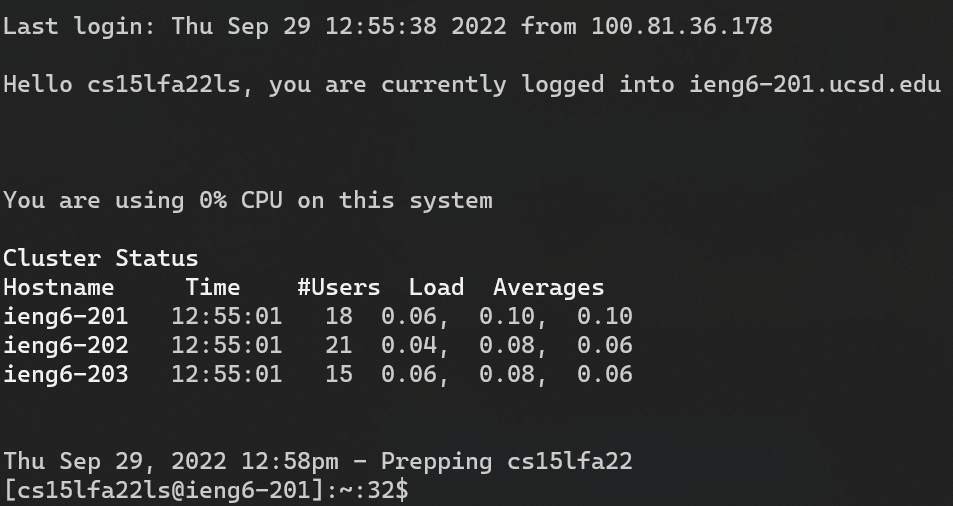 Last login: Thu Sep 29 12:55:38 2022 from 100.81.36.178
Hello cs15lfa22ls, you are currently logged into ieng6-201.ucsd.edu
You are using 0% CPU on this system
Cluster Status
Hostname     Time    #Users  Load  Averages
ieng6-201   12:55:01   18  0.06,  0.10,  0.10
ieng6-202   12:55:01   21  0.04,  0.08,  0.06
ieng6-203   12:55:01   15  0.06,  0.08,  0.06
Thu Sep 29, 2022 12:58pm - Prepping cs15lfa22
[cs15lfa22ls@ieng6-201]:~:32$